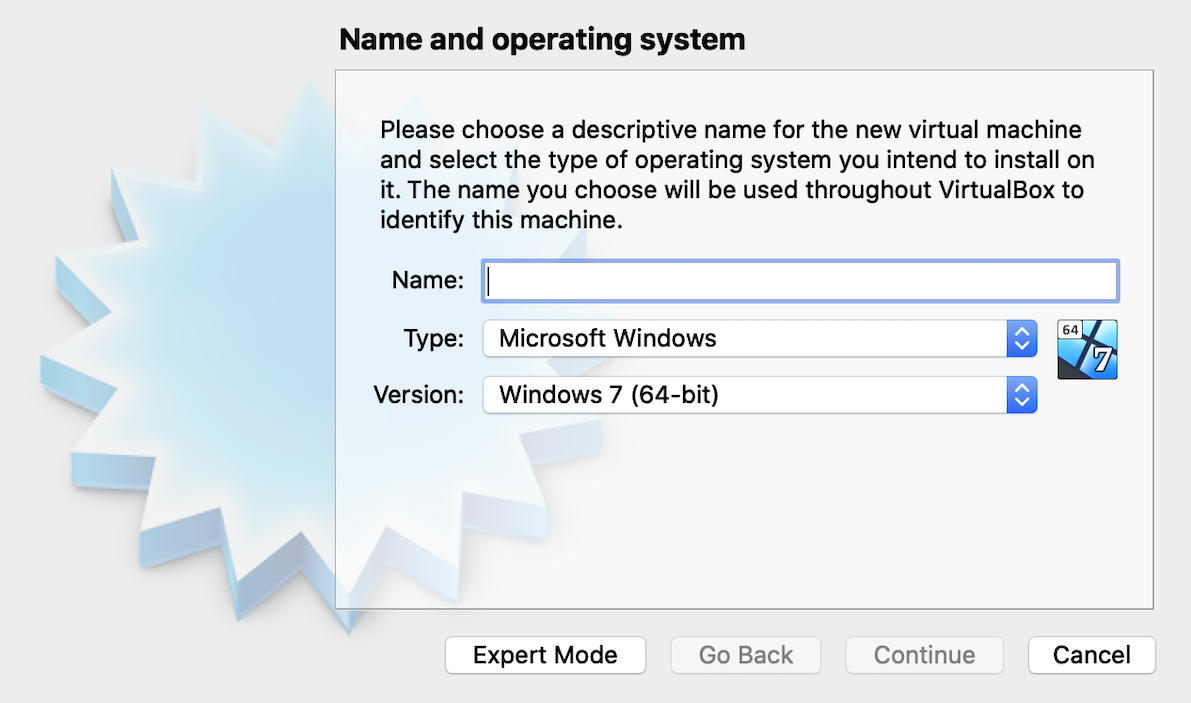 Name and operating system
Please choose a descriptive name for the new virtual machine
and select the type of operating system you intend to install on
it. The name you choose will be used throughout VirtualBox to
identify this machine.
Name:
Type: Microsoft Windows
64
7
Version: Windows 7 (64-bit)
Expert Mode Go Back Continue Cancel